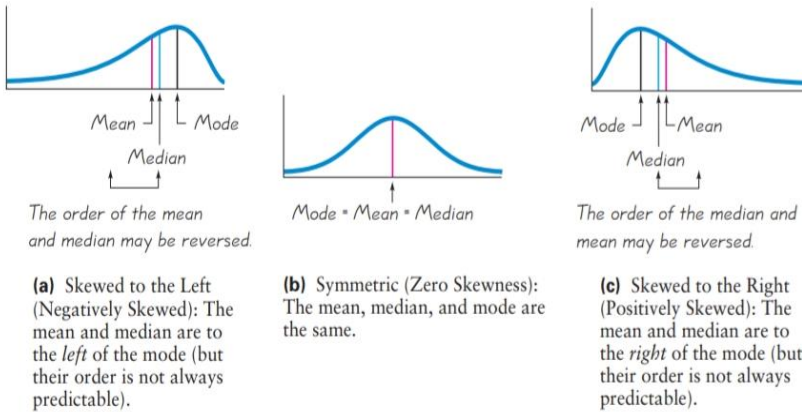 Mean
Mode
Median
The order of the mean
and median may be reversed.
(a) Skewed to the Left
(Negatively Skewed): The
mean and median are to
the left of the mode (but
their order is not always
predictable).
Mode = Mean = Median
(b) Symmetric (Zero Skewness):
The mean, median, and mode are
the same.
Mode
Mean
Median
The order of the median and
mean may be reversed.
(c) Skewed to the Right
(Positively Skewed): The
mean and median are to
the right of the mode (but
their order is not always
predictable).